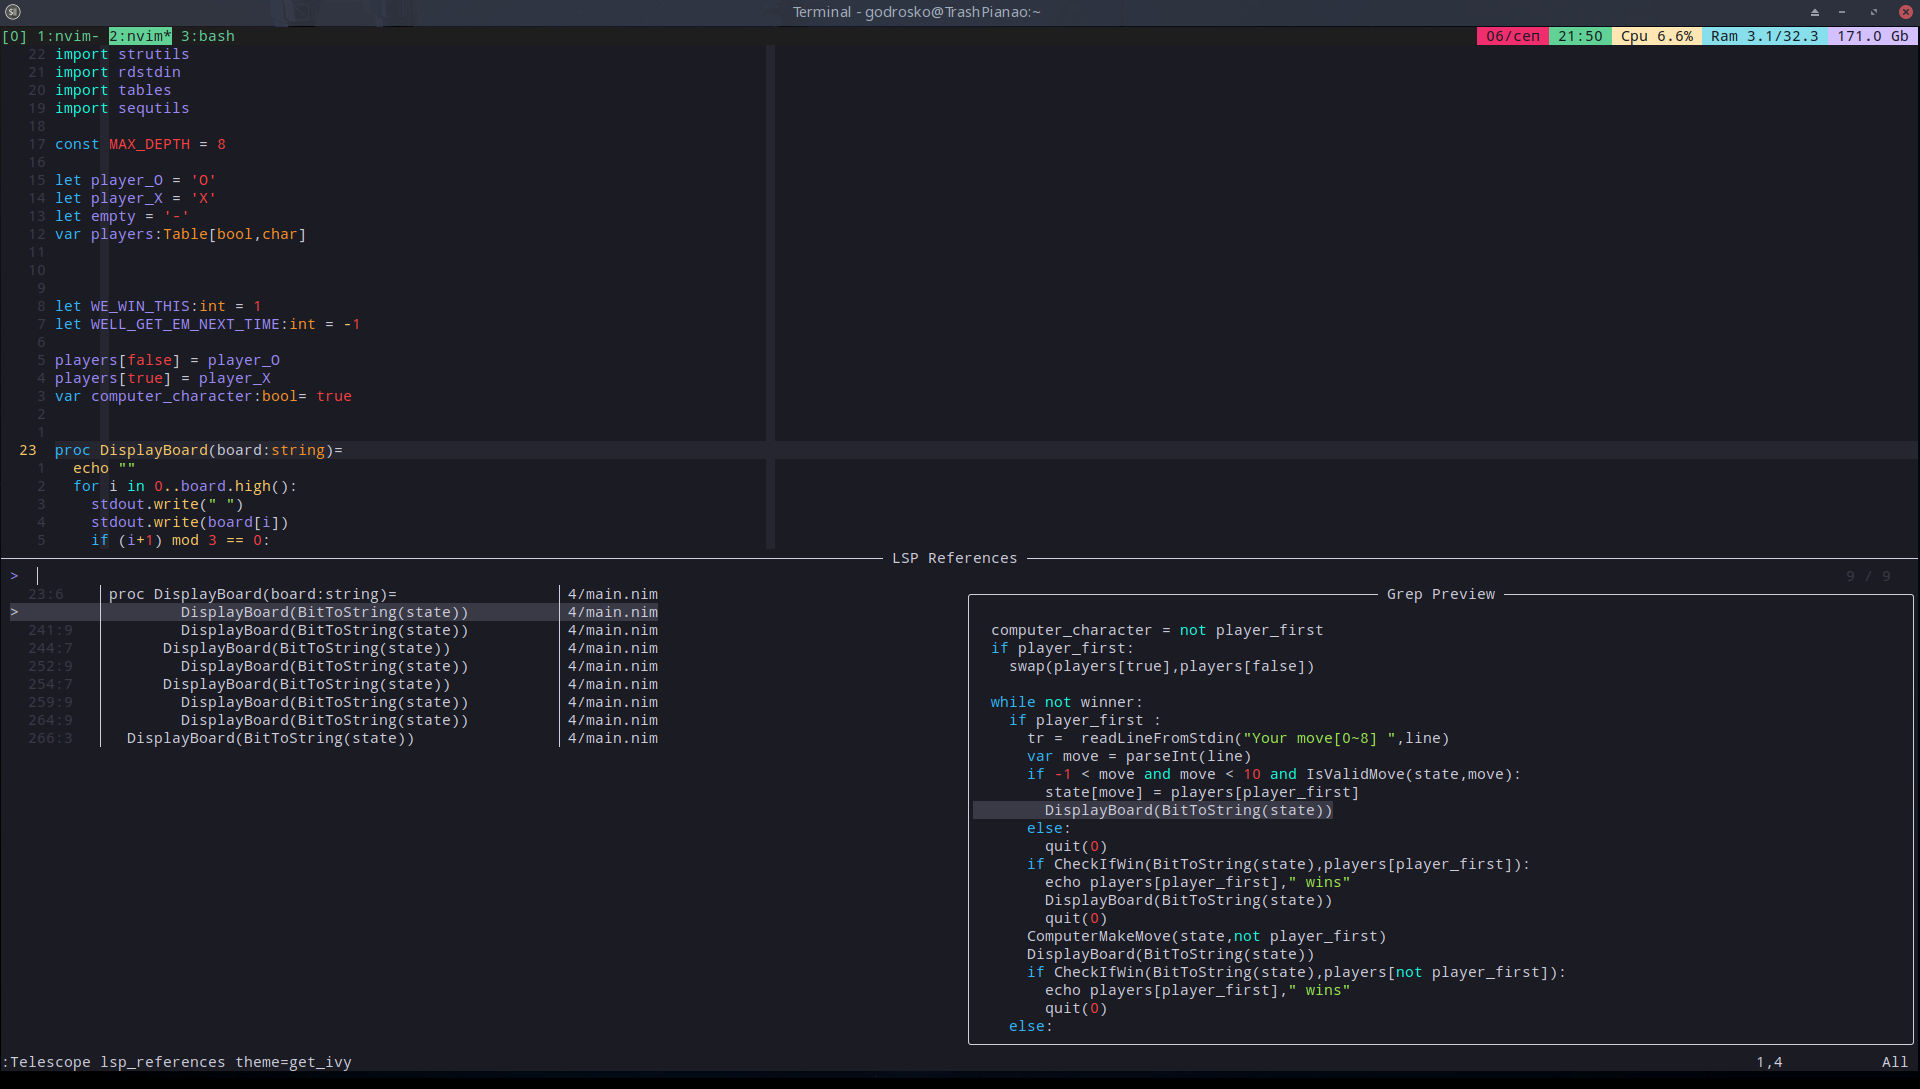 Terminal - godrosko@TrashPianao:~
[0] 1:nvim- 2:nvim* 3:bash 06/сеп 21:50 Cpu 6.6% Ram 3.1/32.3 171.0 Gb
22 import strutils
21 import rdstdin
20 import tables
19 import sequtils
18
17 const MAX_DEPTH = 8
16
15 let player_O = 'O'
14 let player_X = 'X'
13 let empty = '-'
12 var players:Table[bool,char]
11
10
9
8 let WE_WIN_THIS:int = 1
7 let WELL_GET_EM_NEXT_TIME:int = -1
6
5 players[false] = player_O
4 players[true] = player_X
3 var computer_character:bool= true
2
1
23 proc DisplayBoard(board:string)=
1 echo ""
2 for i in 0..board.high():
3 stdout.write(" ")
4 stdout.write(board[i])
5 if (i+1) mod 3 == 0:
LSP References
>
9 / 9
23:6 proc DisplayBoard(board:string)= 4/main.nim
> DisplayBoard(BitToString(state)) 4/main.nim
241:9 DisplayBoard(BitToString(state)) 4/main.nim
244:7 DisplayBoard(BitToString(state)) 4/main.nim
252:9 DisplayBoard(BitToString(state)) 4/main.nim
254:7 DisplayBoard(BitToString(state)) 4/main.nim
259:9 DisplayBoard(BitToString(state)) 4/main.nim
264:9 DisplayBoard(BitToString(state)) 4/main.nim
266:3 DisplayBoard(BitToString(state)) 4/main.nim
Grep Preview
computer_character = not player_first
if player_first:
swap(players[true],players[false])
while not winner:
if player_first :
tr =  readLineFromStdin("Your move[0~8] ",line)
var move = parseInt(line)
if -1 < move and move < 10 and IsValidMove(state,move):
state[move] = players[player_first]
DisplayBoard(BitToString(state))
else:
quit(0)
if CheckIfWin(BitToString(state),players[player_first]):
echo players[player_first]," wins"
DisplayBoard(BitToString(state))
quit(0)
ComputerMakeMove(state,not player_first)
DisplayBoard(BitToString(state))
if CheckIfWin(BitToString(state),players[not player_first]):
echo players[player_first]," wins"
quit(0)
else:
:Telescope lsp_references theme=get_ivy 1,4 All